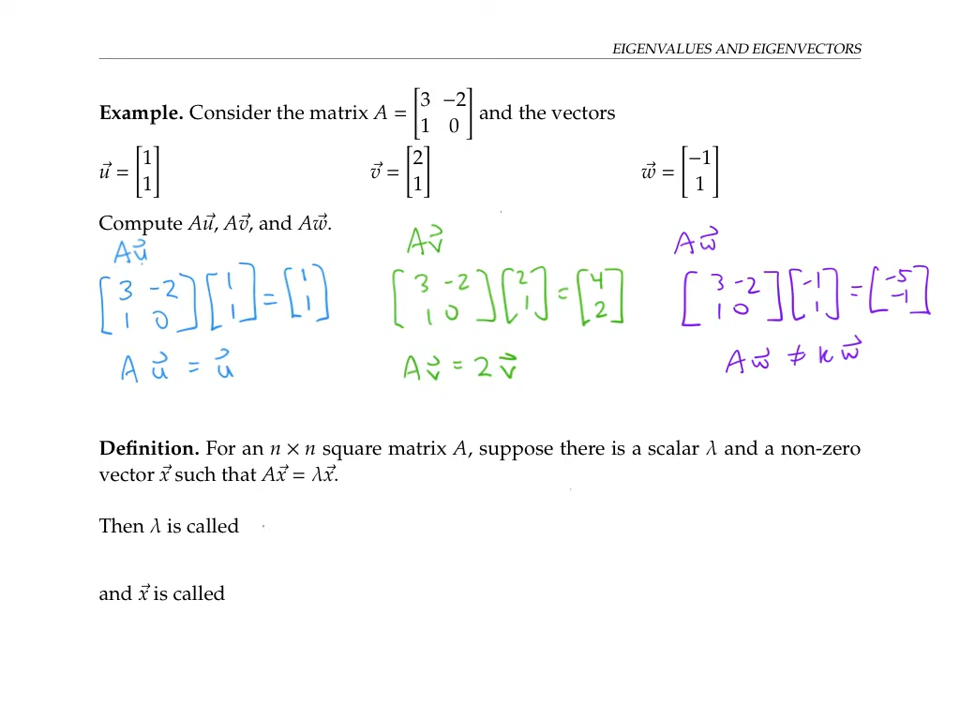 EIGENVALUES AND EIGENVECTORS
Example. Consider the matrix A = [3 −2; 1 0] and the vectors
u⃗ = [1; 1] v⃗ = [2; 1] w⃗ = [−1; 1]
Compute Au⃗, Av⃗, and Aw⃗.
Au⃗ Av⃗ Aw⃗
[3 −2; 1 0] [1; 1] = [1; 1] [3 −2; 1 0] [2; 1] = [4; 2] [3 −2; 1 0] [−1; 1] = [−5; −1]
A u⃗ = u⃗ Av⃗ = 2 v⃗ Aw⃗ ≠ k w⃗
Definition. For an n × n square matrix A, suppose there is a scalar λ and a non-zero
vector x⃗ such that Ax⃗ = λx⃗.
Then λ is called
and x⃗ is called